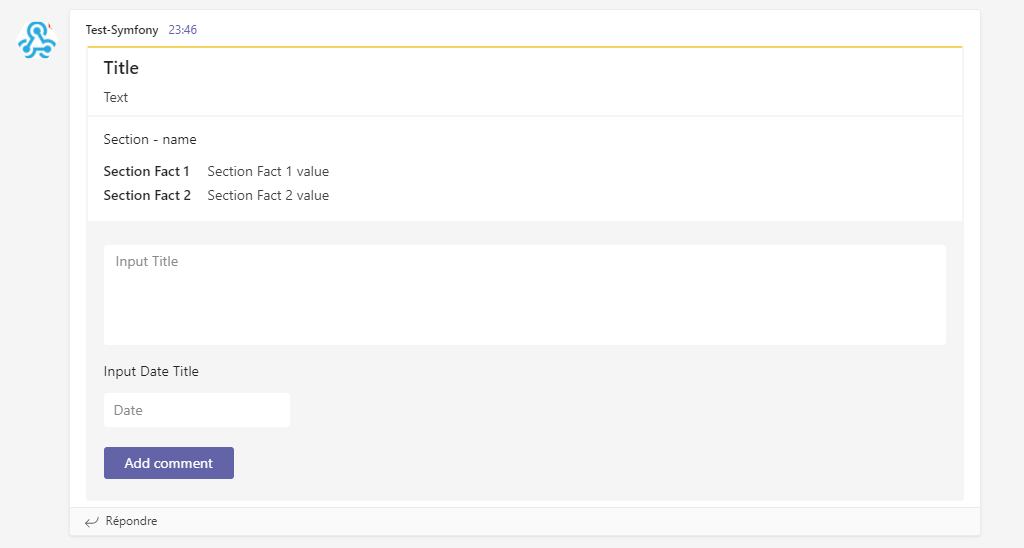 Test-Symfony 23:46
Title
Text
Section - name
Section Fact 1 Section Fact 1 value
Section Fact 2 Section Fact 2 value
Input Title
Input Date Title
Date
Add comment
Répondre